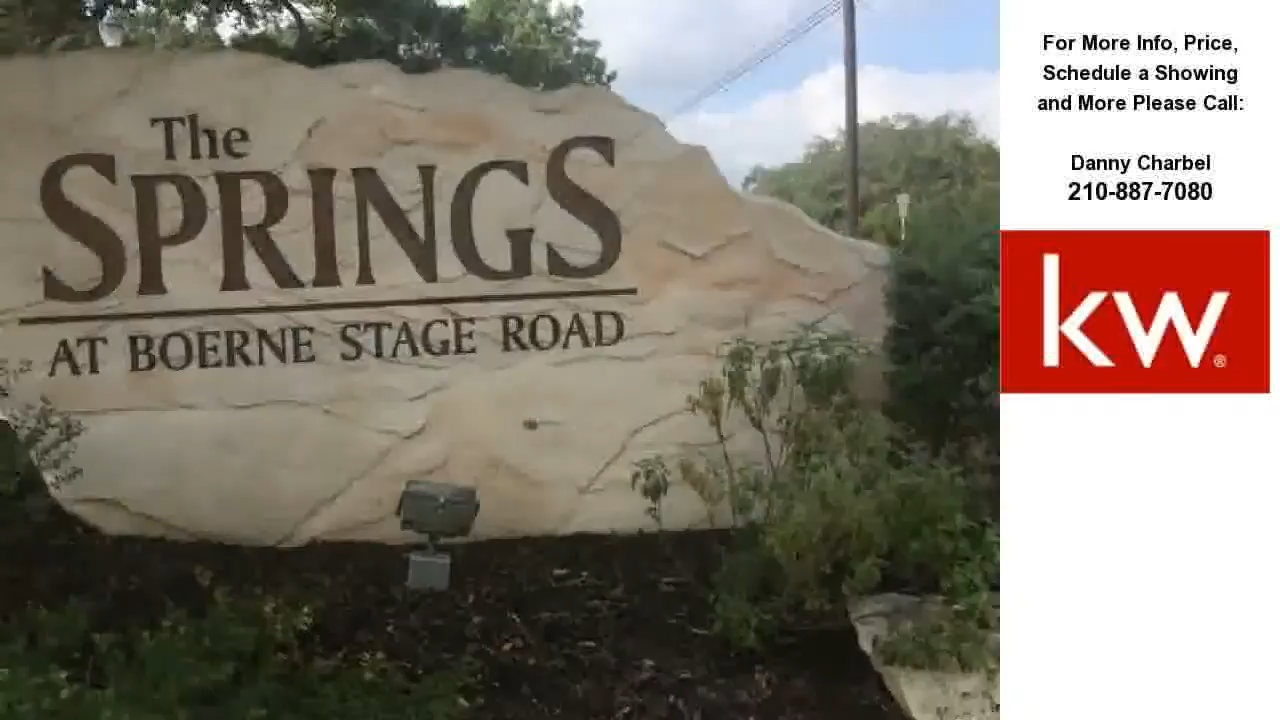 The
SPRINGS
AT BOERNE STAGE ROAD
For More Info, Price,
Schedule a Showing
and More Please Call:
Danny Charbel
210-887-7080
kw®